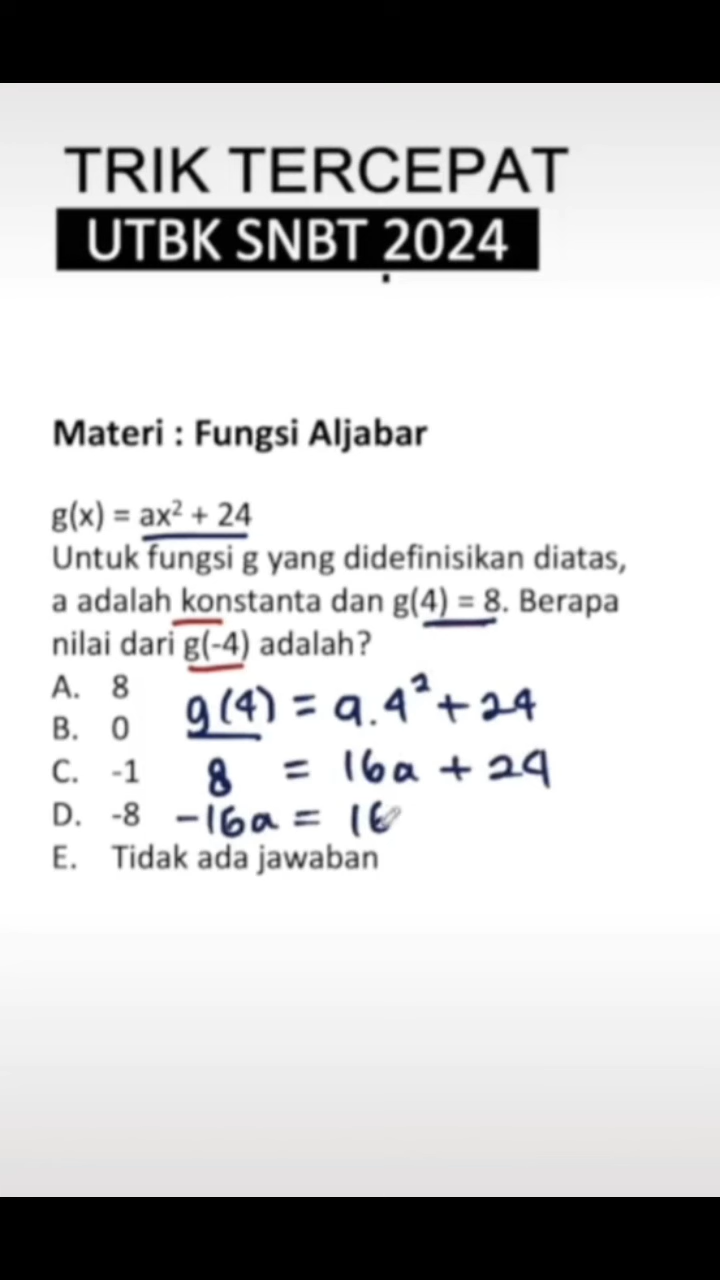 TRIK TERCEPAT
UTBK SNBT 2024
Materi : Fungsi Aljabar
g(x) = ax² + 24
Untuk fungsi g yang didefinisikan diatas,
a adalah konstanta dan g(4) = 8. Berapa
nilai dari g(-4) adalah?
A. 8
B. 0
C. -1
D. -8
E. Tidak ada jawaban
g(4) = a.4² + 24
8 = 16a + 24
-16a = 16